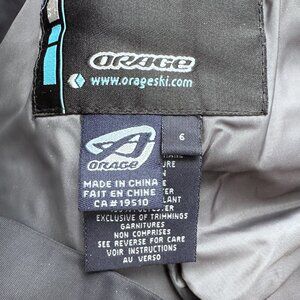 ORAGE
www.orageski.com
6
ORAGE
MADE IN CHINA
FAIT EN CHINE
CA#19510
EXCLUSIVE OF TRIMMINGS
GARNITURES
NON COMPRISES
SEE REVERSE FOR CARE
VOIR INSTRUCTIONS
AU VERSO